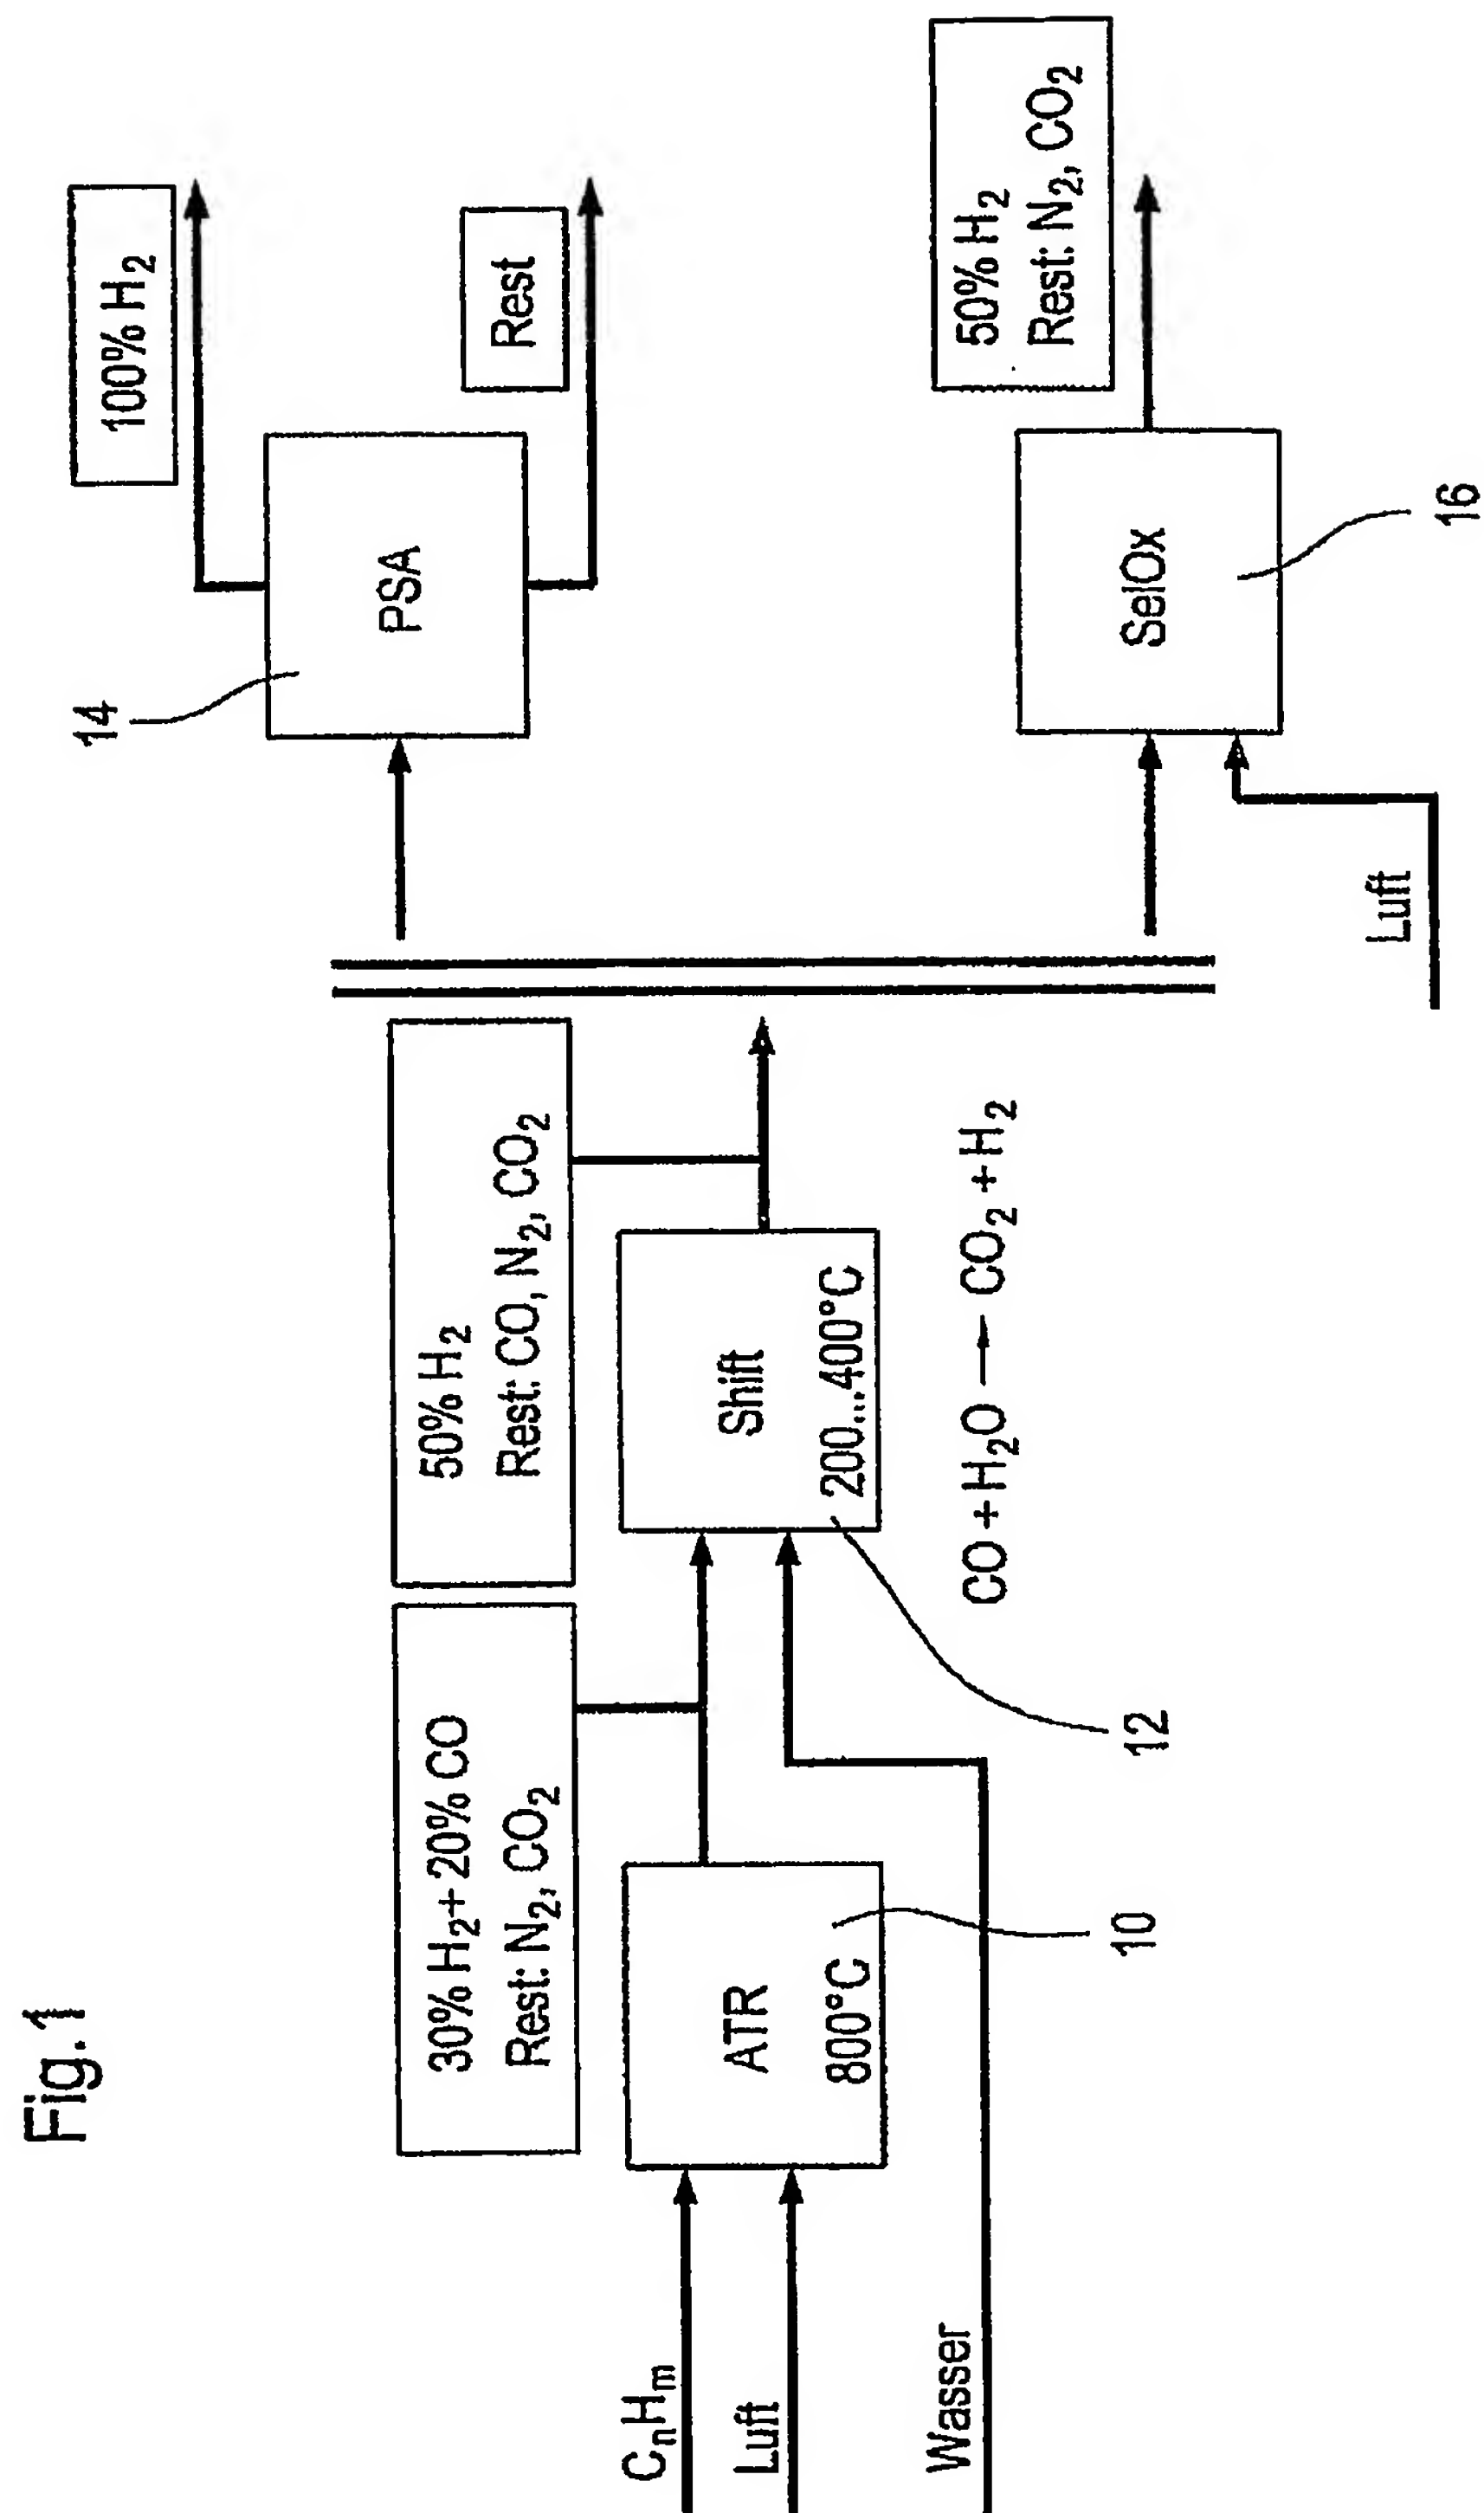 Fig.1
30% H₂+20% CO
Rest: N₂, CO₂
50% H₂
Rest: CO, N₂, CO₂
100% H₂
Rest
50% H₂
Rest: N₂, CO₂
CₙHₘ
Luft
Wasser
ATR
800°C
10
Shift
200...400°C
12
CO + H₂O → CO₂ + H₂
14
PSA
SelOx
16
Luft